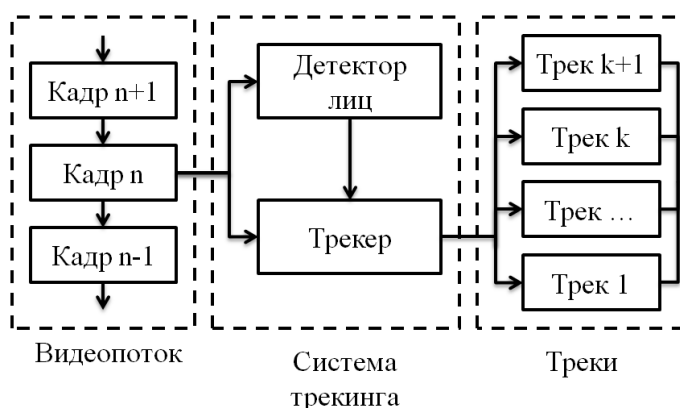 Кадр n+1
Кадр n
Кадр n-1
Видеопоток
Детектор
лиц
Трекер
Система
трекинга
Трек k+1
Трек k
Трек ...
Трек 1
Треки